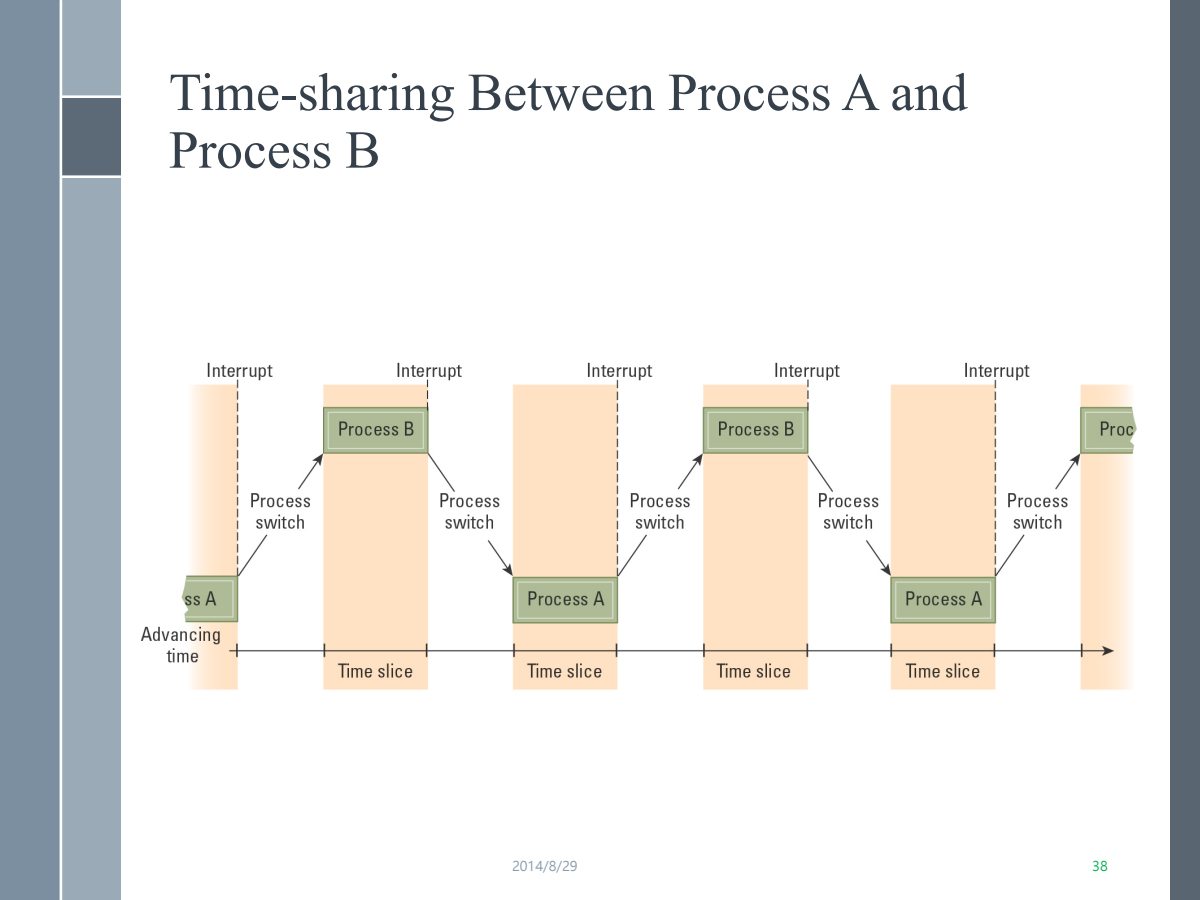 Time-sharing Between Process A and
Process B
Interrupt Interrupt Interrupt Interrupt Interrupt
Process B Process B Proc
Process Process Process Process Process
switch switch switch switch switch
ss A Process A Process A
Advancing
time
Time slice Time slice Time slice Time slice
2014/8/29 38